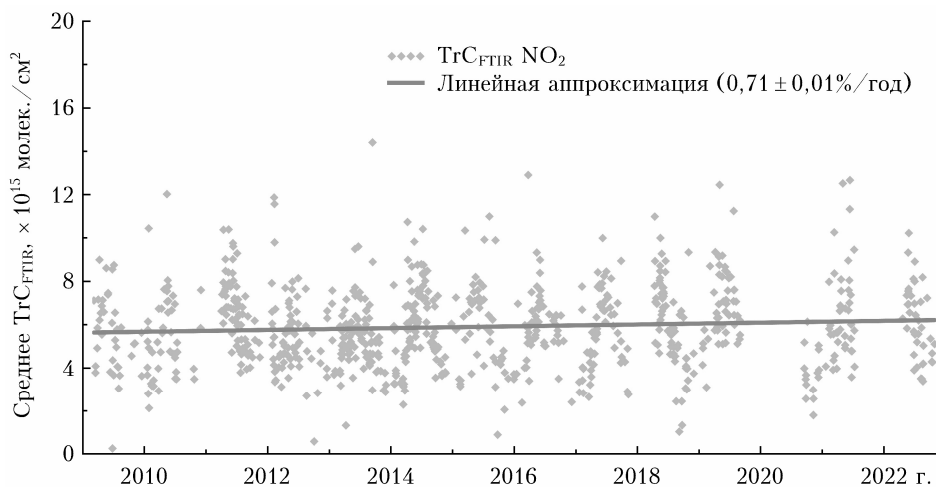 20
16
12
8
4
0
Среднее TrC_FTIR, × 10^15 молек./см^2
TrC_FTIR NO_2
Линейная аппроксимация (0,71 ± 0,01%/год)
2010 2012 2014 2016 2018 2020 2022 г.